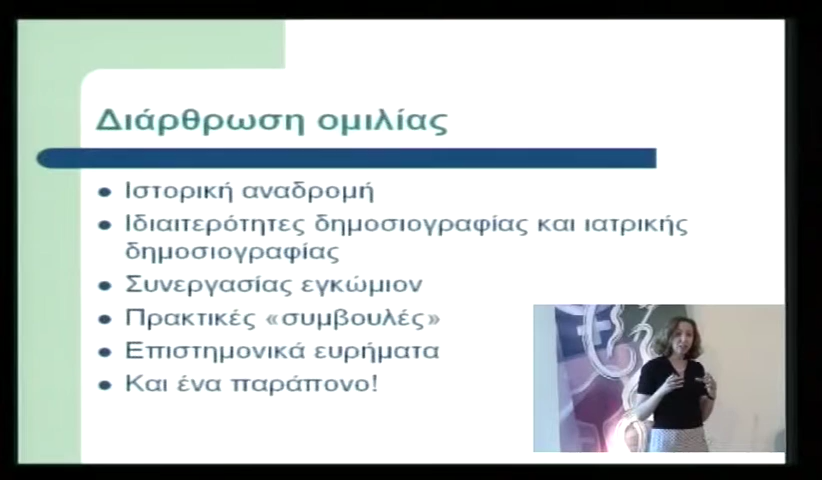 Διάρθρωση ομιλίας
Ιστορική αναδρομή
Ιδιαιτερότητες δημοσιογραφίας και ιατρικής
δημοσιογραφίας
Συνεργασίας εγκώμιον
Πρακτικές «συμβουλές»
Επιστημονικά ευρήματα
Και ένα παράπονο!